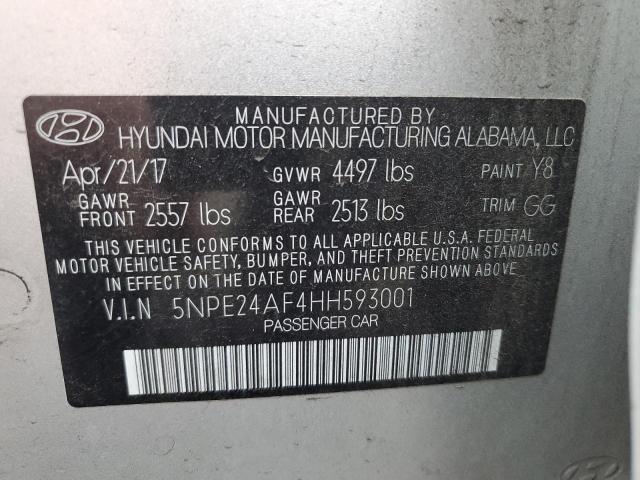 MANUFACTURED BY
HYUNDAI MOTOR MANUFACTURING ALABAMA, LLC
Apr/21/17 GVWR 4497 lbs PAINT Y8
GAWR FRONT 2557 lbs GAWR REAR 2513 lbs TRIM GG
THIS VEHICLE CONFORMS TO ALL APPLICABLE U.S.A. FEDERAL
MOTOR VEHICLE SAFETY, BUMPER, AND THEFT PREVENTION STANDARDS
IN EFFECT ON THE DATE OF MANUFACTURE SHOWN ABOVE
V.I.N 5NPE24AF4HH593001
PASSENGER CAR